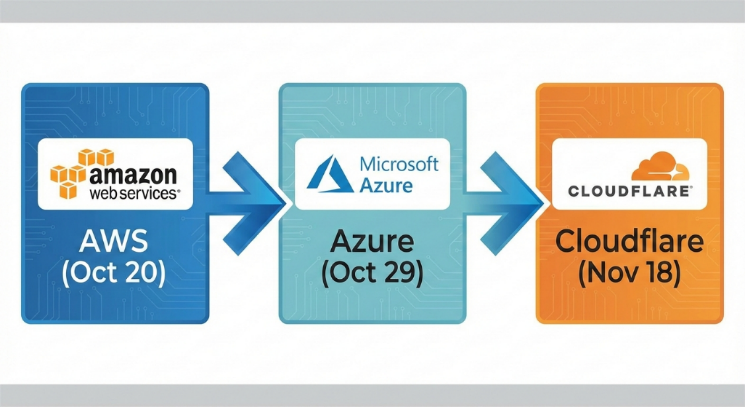 amazon
webservices
AWS
(Oct 20)
Microsoft
Azure
Azure
(Oct 29)
CLOUDFLARE
Cloudflare
(Nov 18)